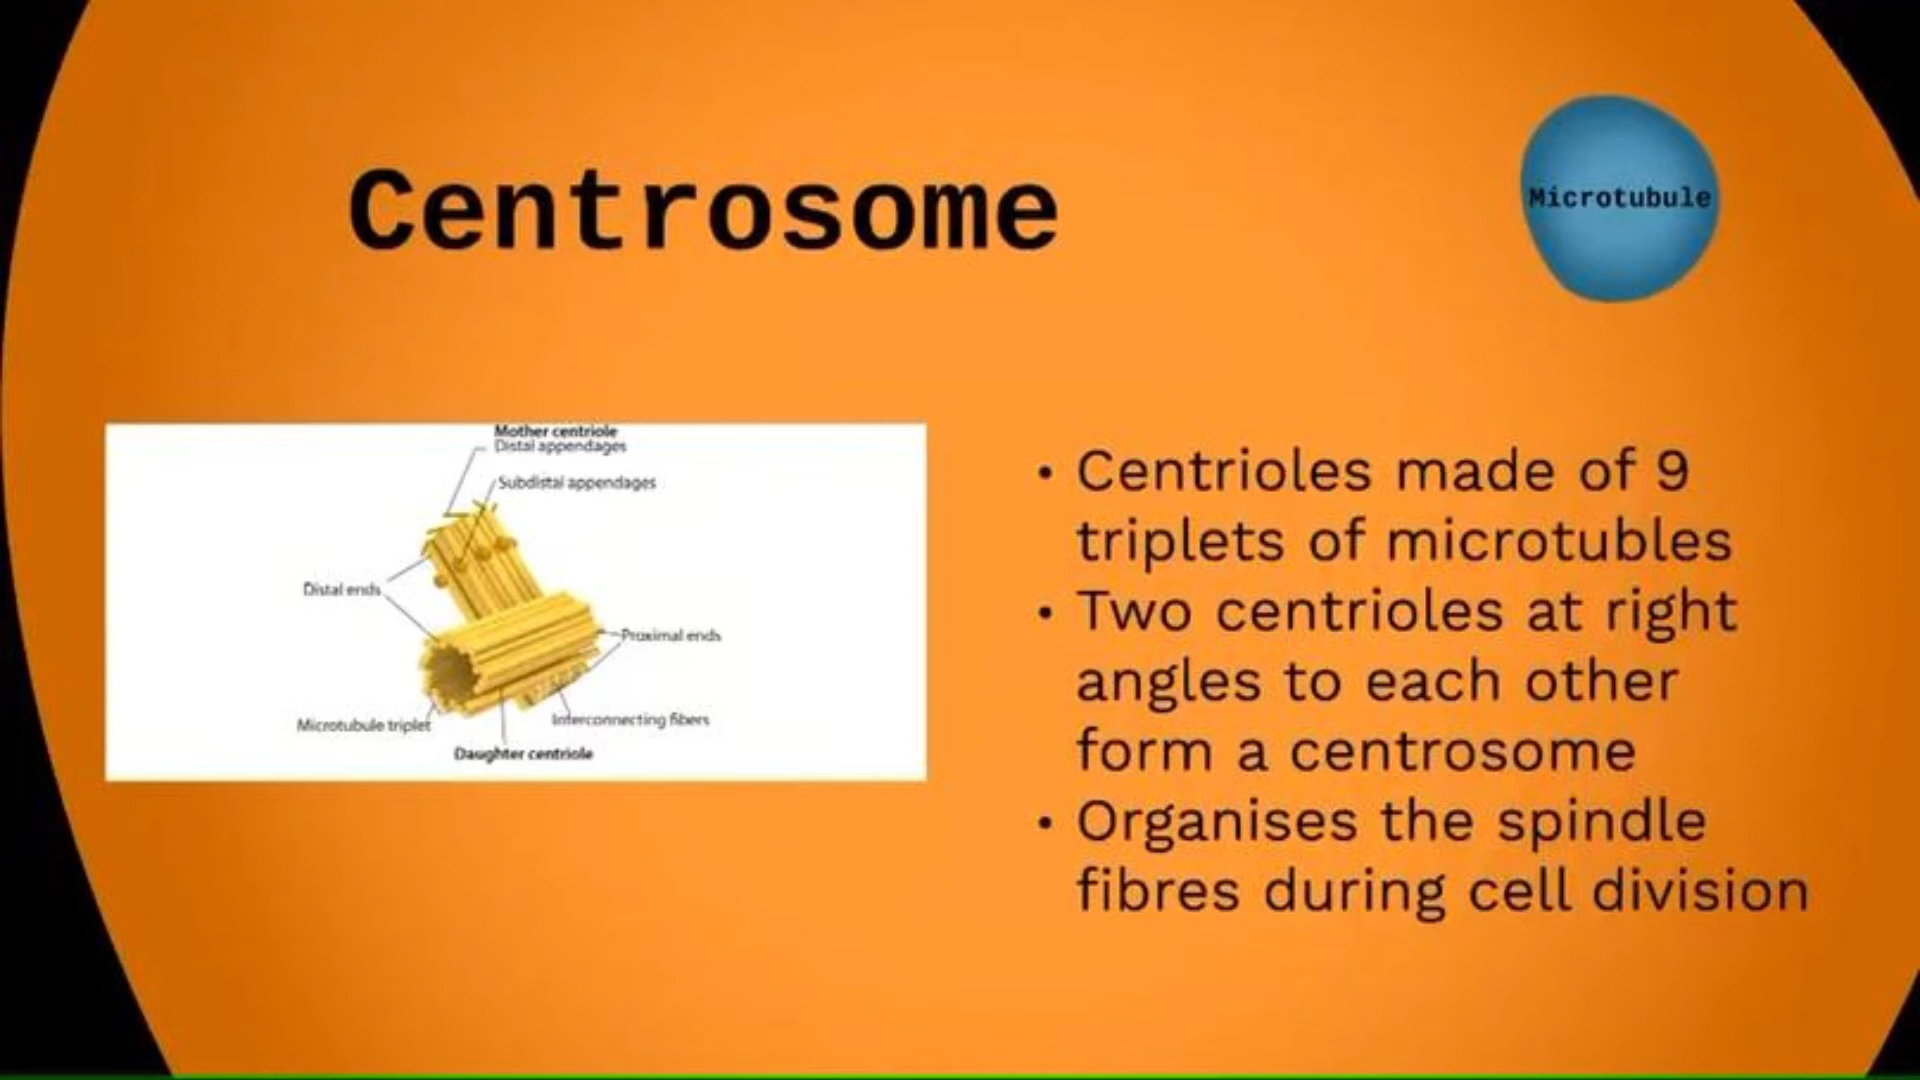 Centrosome
Microtubule
Mother centriole
Distal appendages
Subdistal appendages
Distal ends
Proximal ends
Microtubule triplet
Interconnecting fibers
Daughter centriole
• Centrioles made of 9
triplets of microtubles
• Two centrioles at right
angles to each other
form a centrosome
• Organises the spindle
fibres during cell division